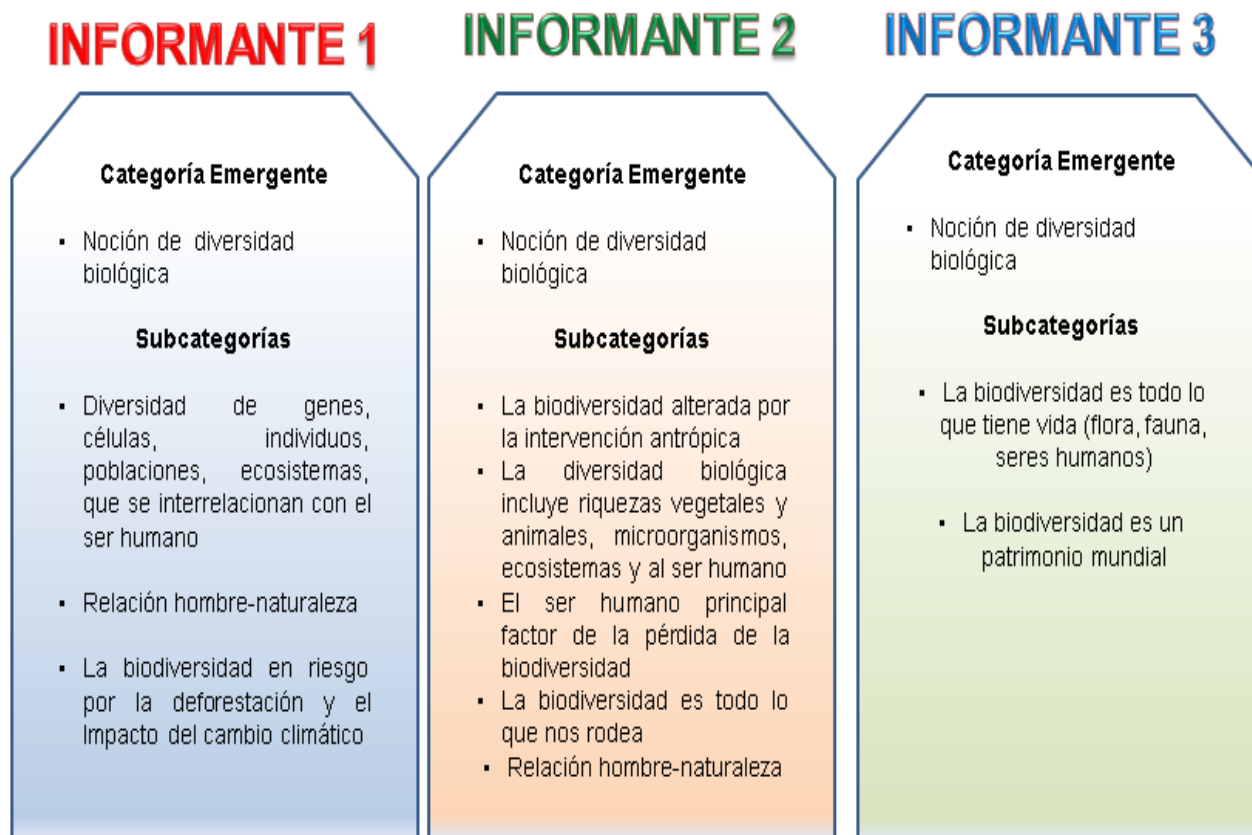 INFORMANTE 1
Categoría Emergente
▪ Noción de diversidad
biológica
Subcategorías
▪ Diversidad de genes,
células, individuos,
poblaciones, ecosistemas,
que se interrelacionan con el
ser humano
▪ Relación hombre-naturaleza
▪ La biodiversidad en riesgo
por la deforestación y el
Impacto del cambio climático
INFORMANTE 2
Categoría Emergente
▪ Noción de diversidad
biológica
Subcategorías
▪ La biodiversidad alterada por
la intervención antrópica
▪ La diversidad biológica
incluye riquezas vegetales y
animales, microorganismos,
ecosistemas y al ser humano
▪ El ser humano principal
factor de la pérdida de la
biodiversidad
▪ La biodiversidad es todo lo
que nos rodea
▪ Relación hombre-naturaleza
INFORMANTE 3
Categoría Emergente
▪ Noción de diversidad
biológica
Subcategorías
▪ La biodiversidad es todo lo
que tiene vida (flora, fauna,
seres humanos)
▪ La biodiversidad es un
patrimonio mundial